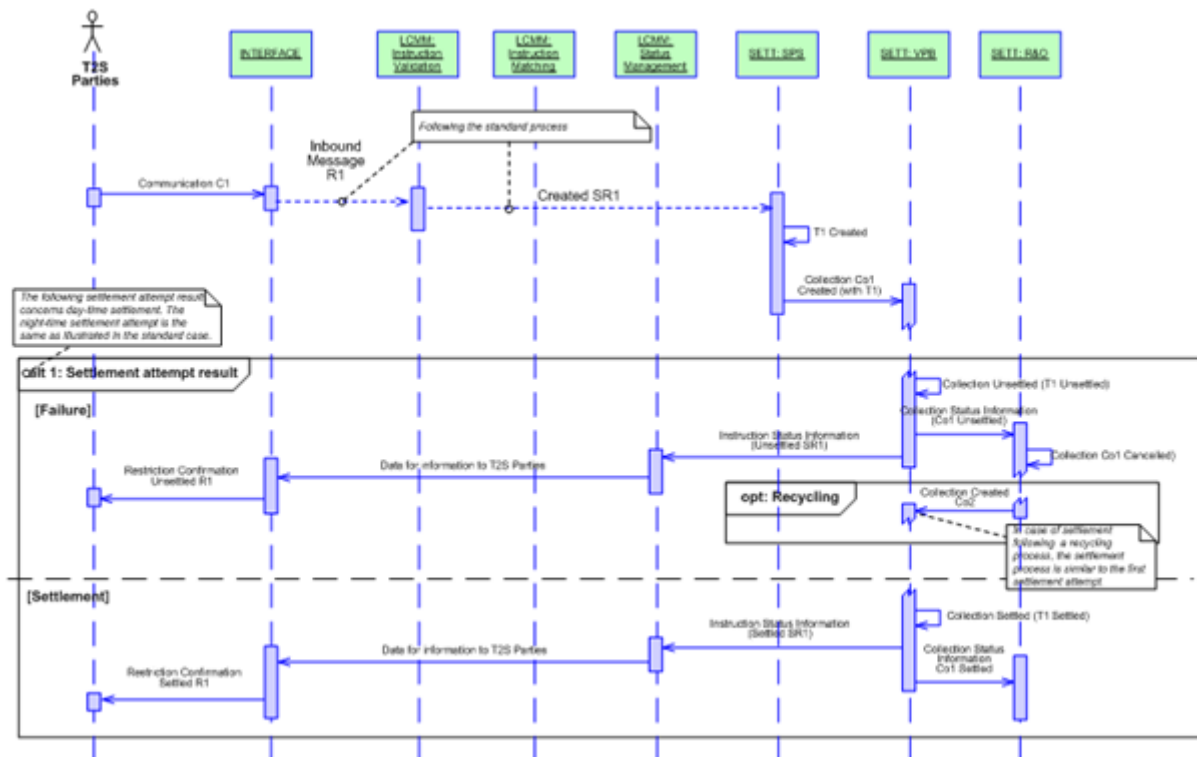 T2S
Parties
INTERFACE
LCMM:
Instruction
Validation
LCMM:
Instruction
Matching
LCMM:
Status
Management
SETT: SPS
SETT: VPB
SETT: R&O
Following the standard process
Inbound
Message
R1
Communication C1
Created SR1
T1 Created
Collection Co1
Created (with T1)
The following settlement attempt result
concerns day-time settlement. The
night-time settlement attempt is the
same as illustrated in the standard case.
alt 1: Settlement attempt result
[Failure]
Collection Unsettled (T1 Unsettled)
Collection Status Information
(Co1 Unsettled)
Instruction Status Information
(Unsettled SR1)
Collection Co1 Cancelled)
Data for information to T2S Parties
Restriction Confirmation
Unsettled R1
opt: Recycling
Collection Created
Co2
In case of settlement
following a recycling
process, the settlement
process is similar to the first
settlement attempt
[Settlement]
Collection Settled (T1 Settled)
Instruction Status Information
(Settled SR1)
Data for information to T2S Parties
Collection Status
Information
Co1 Settled
Restriction Confirmation
Settled R1